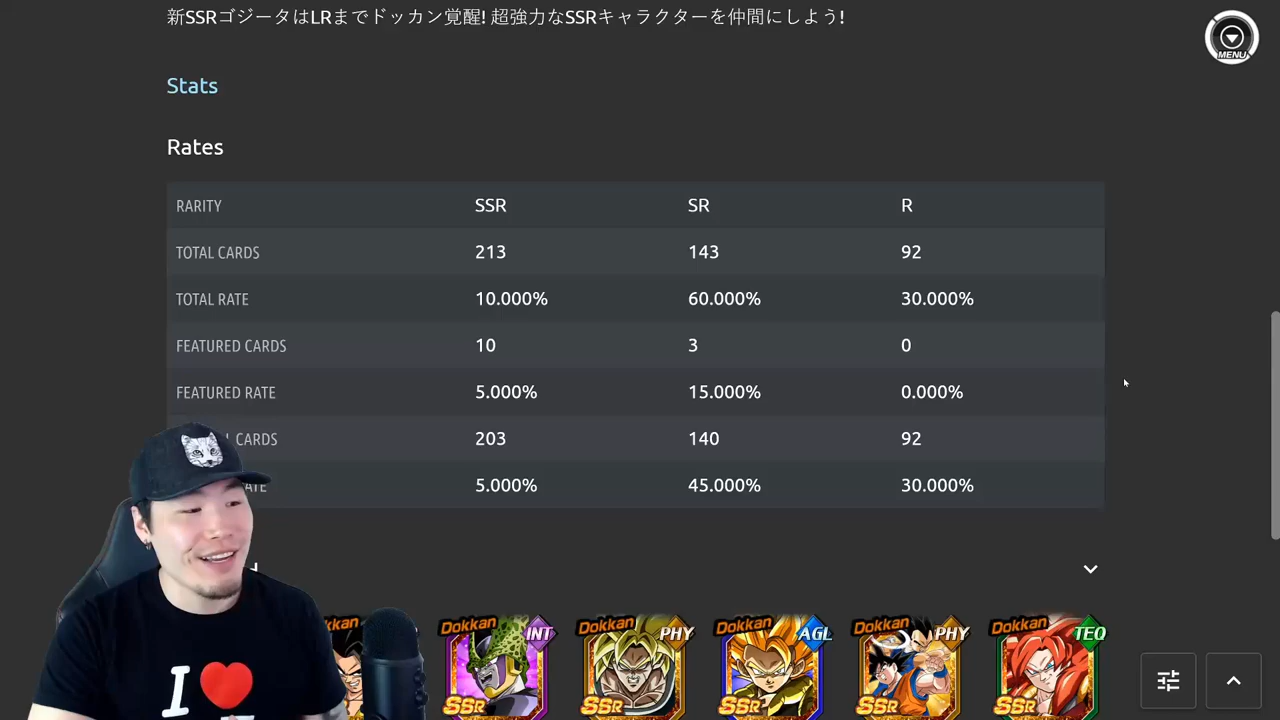 新SSRゴジータはLRまでドッカン覚醒! 超強力なSSRキャラクターを仲間にしよう!
MENU
Stats
Rates
RARITY SSR SR R
TOTAL CARDS 213 143 92
TOTAL RATE 10.000% 60.000% 30.000%
FEATURED CARDS 10 3 0
FEATURED RATE 5.000% 15.000% 0.000%
CARDS 203 140 92
5.000% 45.000% 30.000%
Dokkan INT Dokkan PHY Dokkan AGL Dokkan PHY Dokkan TEQ
SSR SSR SSR SSR SSR
I